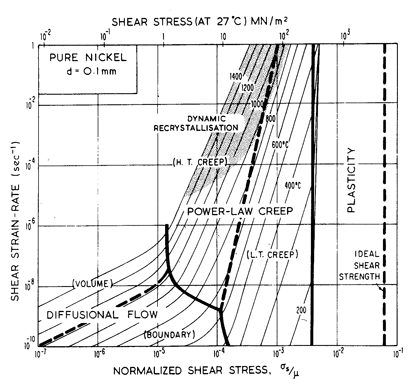 SHEAR STRESS (AT 27°C) MN/m²
10⁻² 10⁻¹ 1 10 10² 10³
PURE NICKEL
d = 0.1mm
1
10⁻²
10⁻⁴
10⁻⁶
10⁻⁸
10⁻¹⁰
SHEAR STRAIN-RATE (sec⁻¹)
1400
1200
1000
800
600°C
400°C
200
DYNAMIC
RECRYSTALLISATION
(H.T. CREEP)
POWER-LAW CREEP
(L.T. CREEP)
PLASTICITY
IDEAL
SHEAR
STRENGTH
(VOLUME)
DIFFUSIONAL FLOW
(BOUNDARY)
10⁻⁷ 10⁻⁶ 10⁻⁵ 10⁻⁴ 10⁻³ 10⁻² 10⁻¹
NORMALIZED SHEAR STRESS, σs/μ